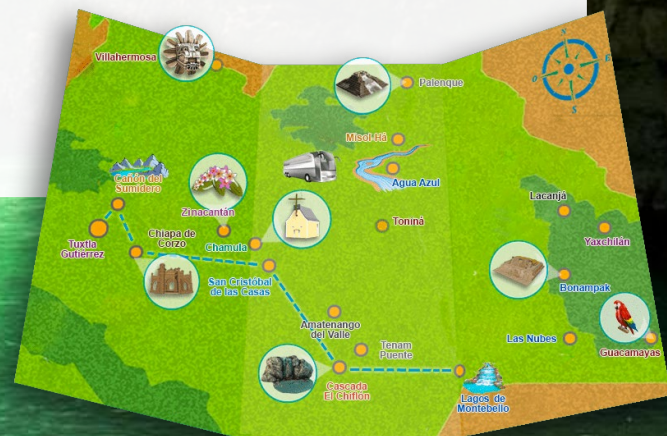 Villahermosa
Palenque
N
E
S
O
Misol-Há
Cañón del
Sumidero
Agua Azul
Zinacantán
Lacanjá
Tuxtla
Gutierrez
Chiapa de
Corzo
Chamula
Toniná
Yaxchilán
San Cristóbal
de las Casas
Bonampak
Amatenango
del Valle
Tenam
Puente
Las Nubes
Guacamayas
Cascada
El Chiflón
Lagos de
Montebello